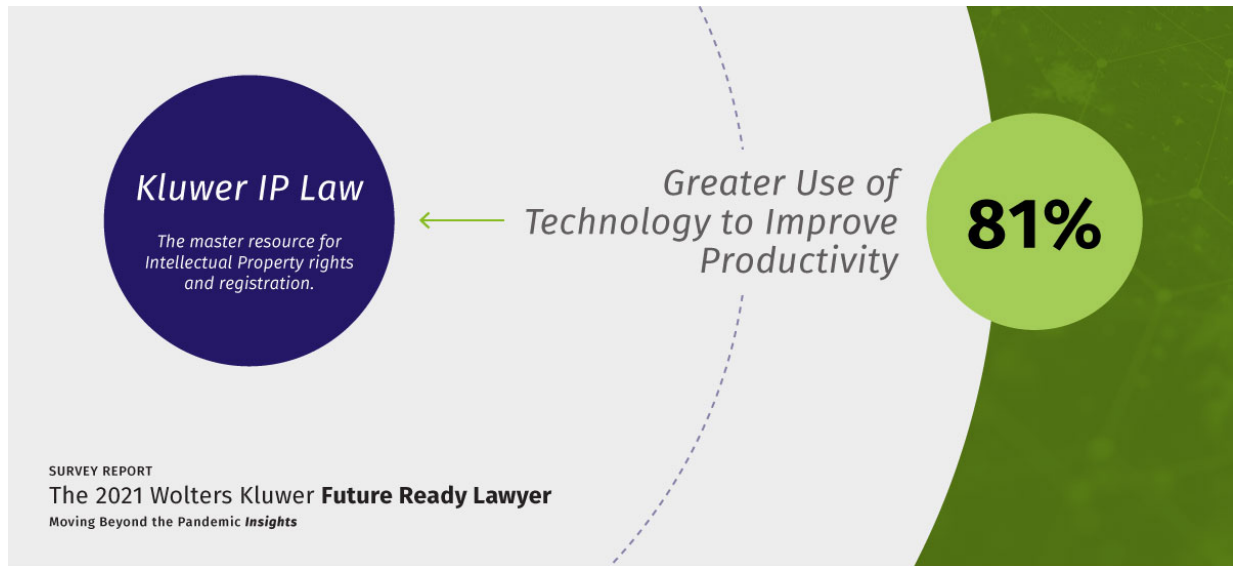 Kluwer IP Law
The master resource for
Intellectual Property rights
and registration.
Greater Use of
Technology to Improve
Productivity
81%
SURVEY REPORT
The 2021 Wolters Kluwer Future Ready Lawyer
Moving Beyond the Pandemic Insights